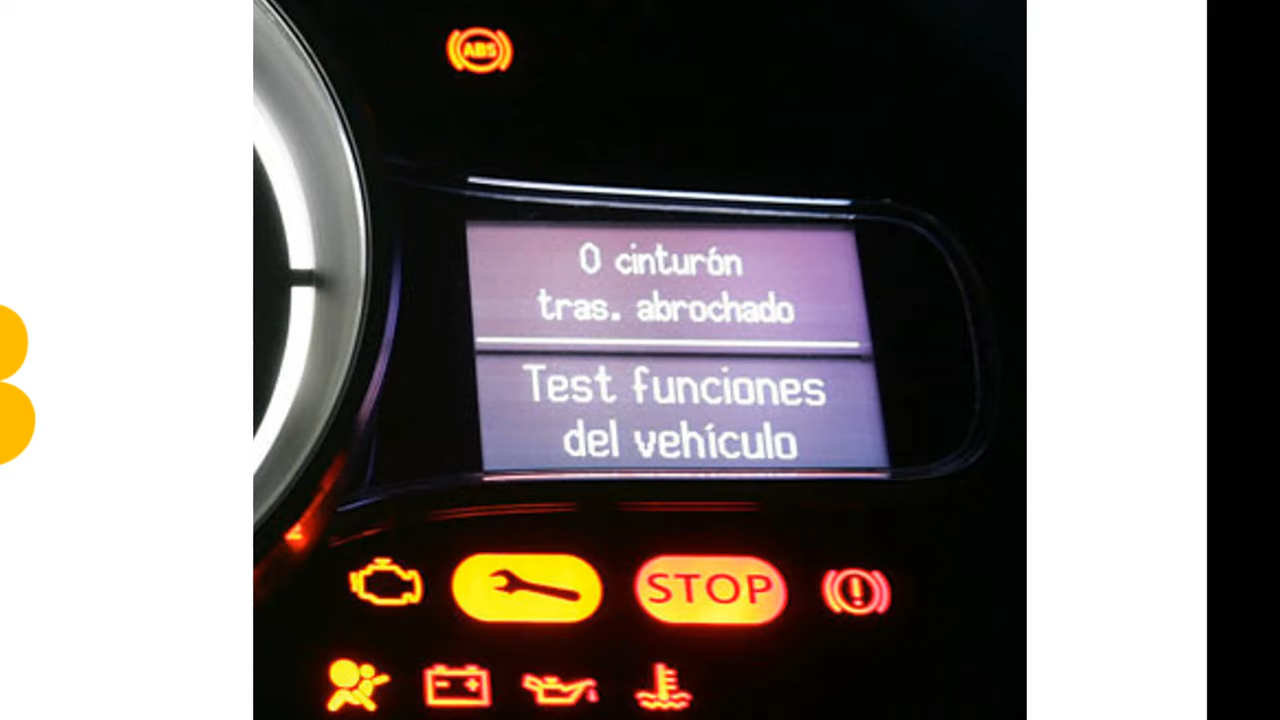 ABS
0 cinturón
tras. abrochado
Test funciones
del vehículo
STOP